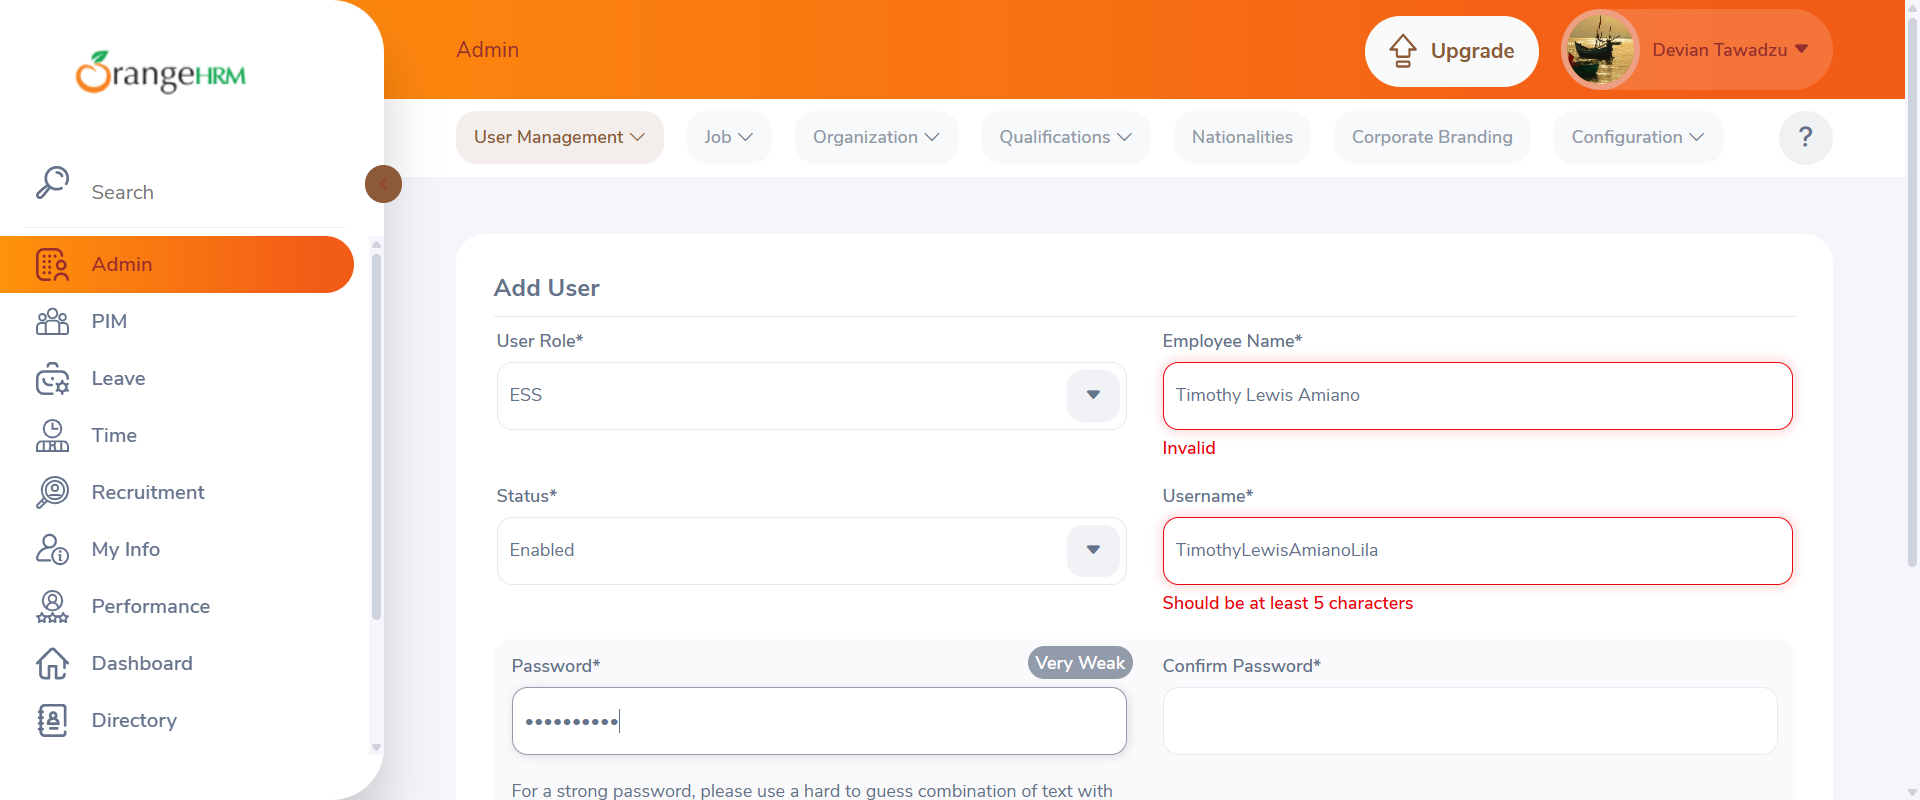 OrangeHRM
Search
Admin
PIM
Leave
Time
Recruitment
My Info
Performance
Dashboard
Directory
Admin
Upgrade
Devian Tawadzu
User Management
Job
Organization
Qualifications
Nationalities
Corporate Branding
Configuration
?
Add User
User Role*
ESS
Employee Name*
Timothy Lewis Amiano
Invalid
Status*
Enabled
Username*
TimothyLewisAmianoLila
Should be at least 5 characters
Password*
Very Weak
••••••••••
Confirm Password*
For a strong password, please use a hard to guess combination of text with